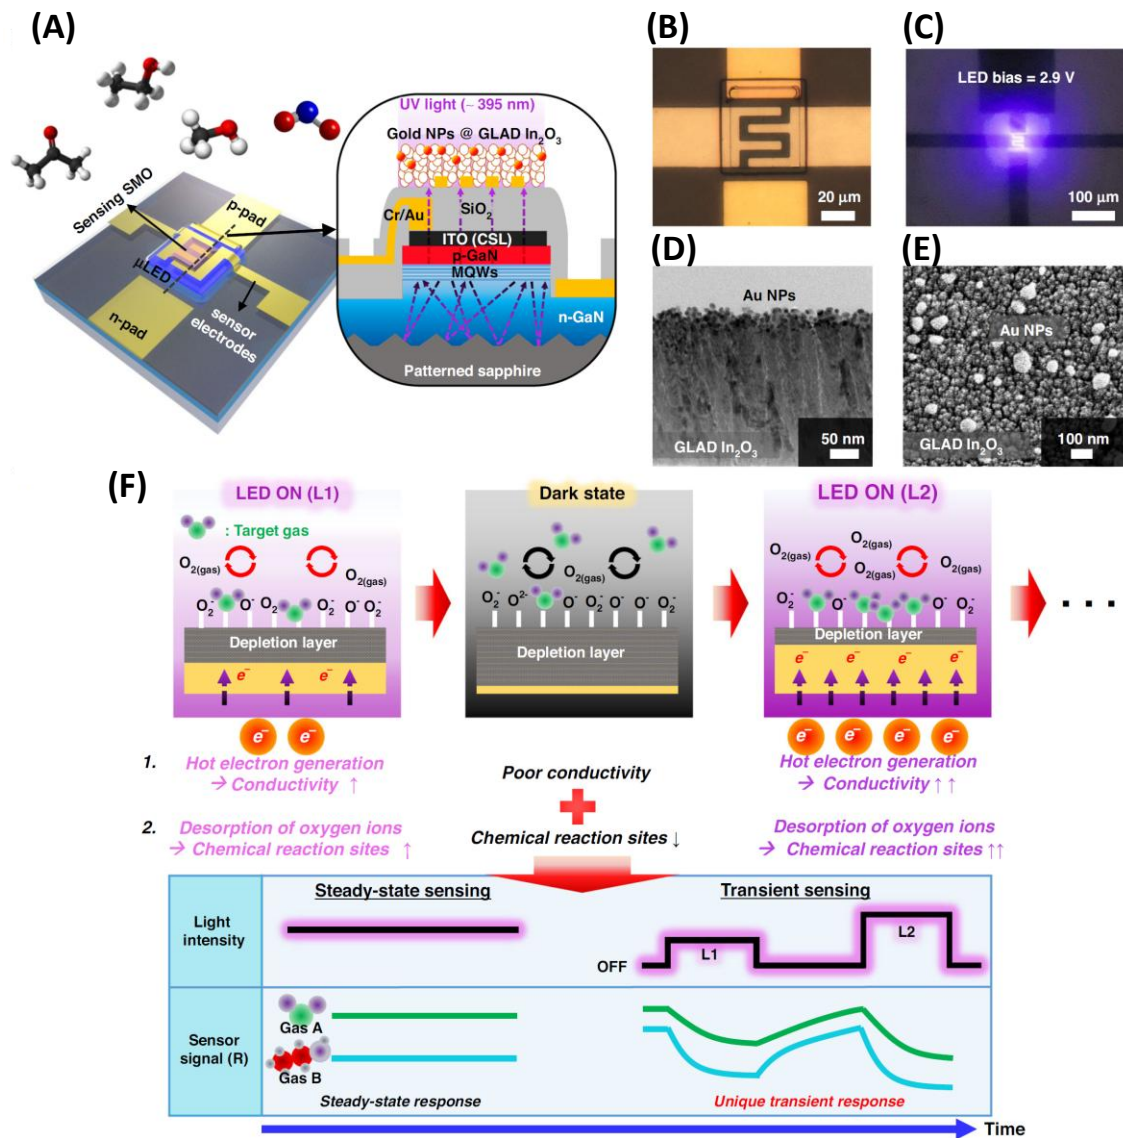 (A)
Sensing SMO
p-pad
μLED
n-pad
sensor
electrodes
UV light (~ 395 nm)
Gold NPs @ GLAD In₂O₃
Cr/Au
SiO₂
ITO (CSL)
p-GaN
MQWs
n-GaN
Patterned sapphire
(B)
20 μm
(C)
LED bias = 2.9 V
100 μm
(D)
Au NPs
GLAD In₂O₃
50 nm
(E)
Au NPs
GLAD In₂O₃
100 nm
(F)
LED ON (L1)
: Target gas
O₂(gas)
O₂(gas)
O₂⁻ O⁻ O₂ O₂⁻ O⁻ O₂⁻
Depletion layer
e⁻ e⁻
e⁻ e⁻
Dark state
O₂(gas)
O₂⁻ O²⁻ O⁻ O₂⁻ O⁻ O⁻ O₂⁻
Depletion layer
LED ON (L2)
O₂(gas)
O₂(gas)
O₂(gas)
O₂(gas)
O₂⁻ O⁻ O₂⁻
Depletion layer
e⁻ e⁻ e⁻ e⁻
e⁻ e⁻ e⁻ e⁻
. . .
1. Hot electron generation
→ Conductivity ↑
2. Desorption of oxygen ions
→ Chemical reaction sites ↑
Poor conductivity
Chemical reaction sites ↓
Hot electron generation
→ Conductivity ↑↑
Desorption of oxygen ions
→ Chemical reaction sites ↑↑
Steady-state sensing
Transient sensing
Light
intensity
OFF
L1
L2
Sensor
signal (R)
Gas A
Gas B
Steady-state response
Unique transient response
Time